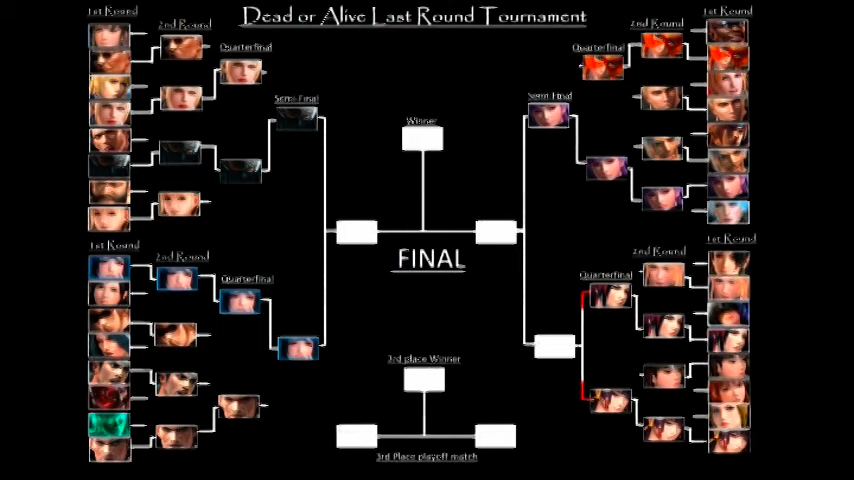 Dead or Alive Last Round Tournament
1st Round
2nd Round
Quarterfinal
Semi Final
Winner
Semi Final
Quarterfinal
2nd Round
1st Round
1st Round
2nd Round
Quarterfinal
FINAL
Quarterfinal
2nd Round
1st Round
3rd place Winner
3rd Place playoff match